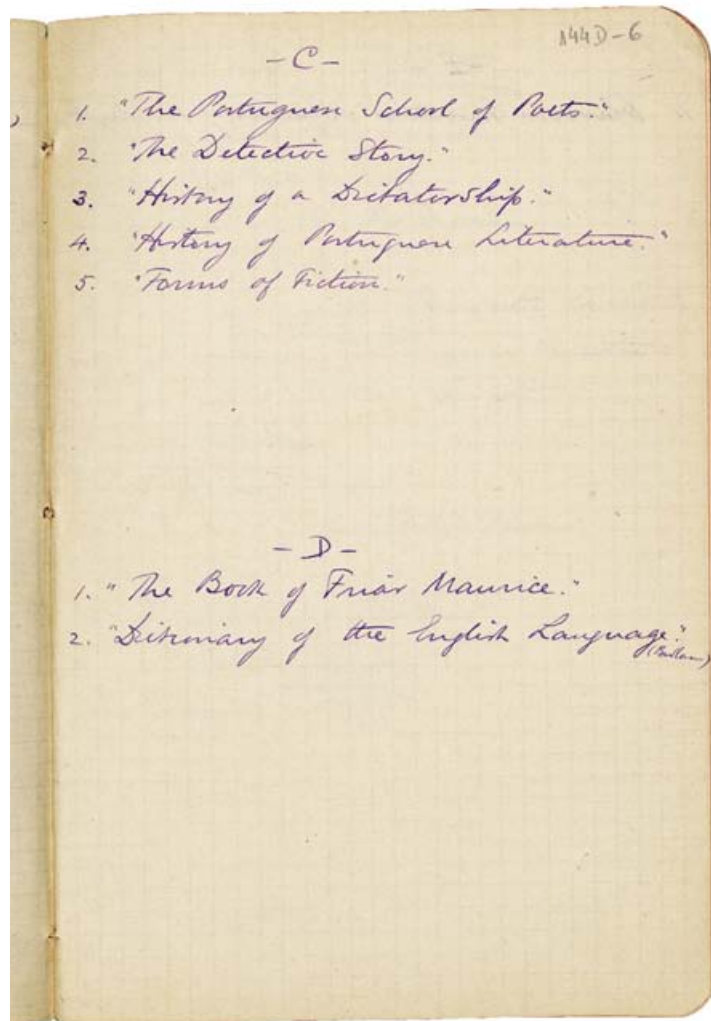 144D-6
- C -
1. "The Portuguese School of Poets."
2. "The Detective Story."
3. "History of a Dictatorship."
4. "History of Portuguese Literature."
5. "Forms of Fiction."
- D -
1. "The Book of Friar Maurice."
2. "Dictionary of the English Language."